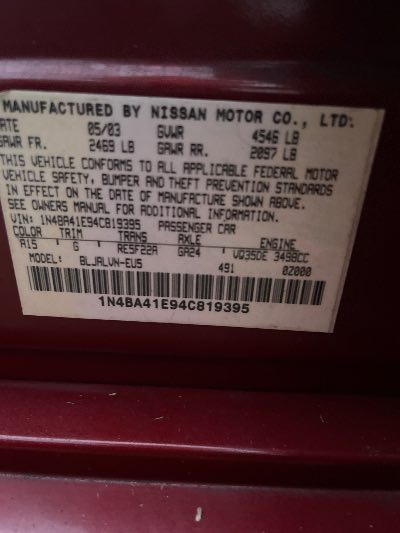 MANUFACTURED BY NISSAN MOTOR CO., LTD.
DATE 05/03 GVWR 4546 LB
GAWR FR. 2469 LB GAWR RR. 2097 LB
THIS VEHICLE CONFORMS TO ALL APPLICABLE FEDERAL MOTOR
VEHICLE SAFETY, BUMPER AND THEFT PREVENTION STANDARDS
IN EFFECT ON THE DATE OF MANUFACTURE SHOWN ABOVE.
SEE OWNERS MANUAL FOR ADDITIONAL INFORMATION
VIN: 1N4BA41E94C819395 PASSENGER CAR
COLOR TRIM TRANS AXLE ENGINE
A15 G RE5F22A GA24 VQ35DE 3498CC
MODEL: BLJALVN-EU5 491 0Z000
1N4BA41E94C819395